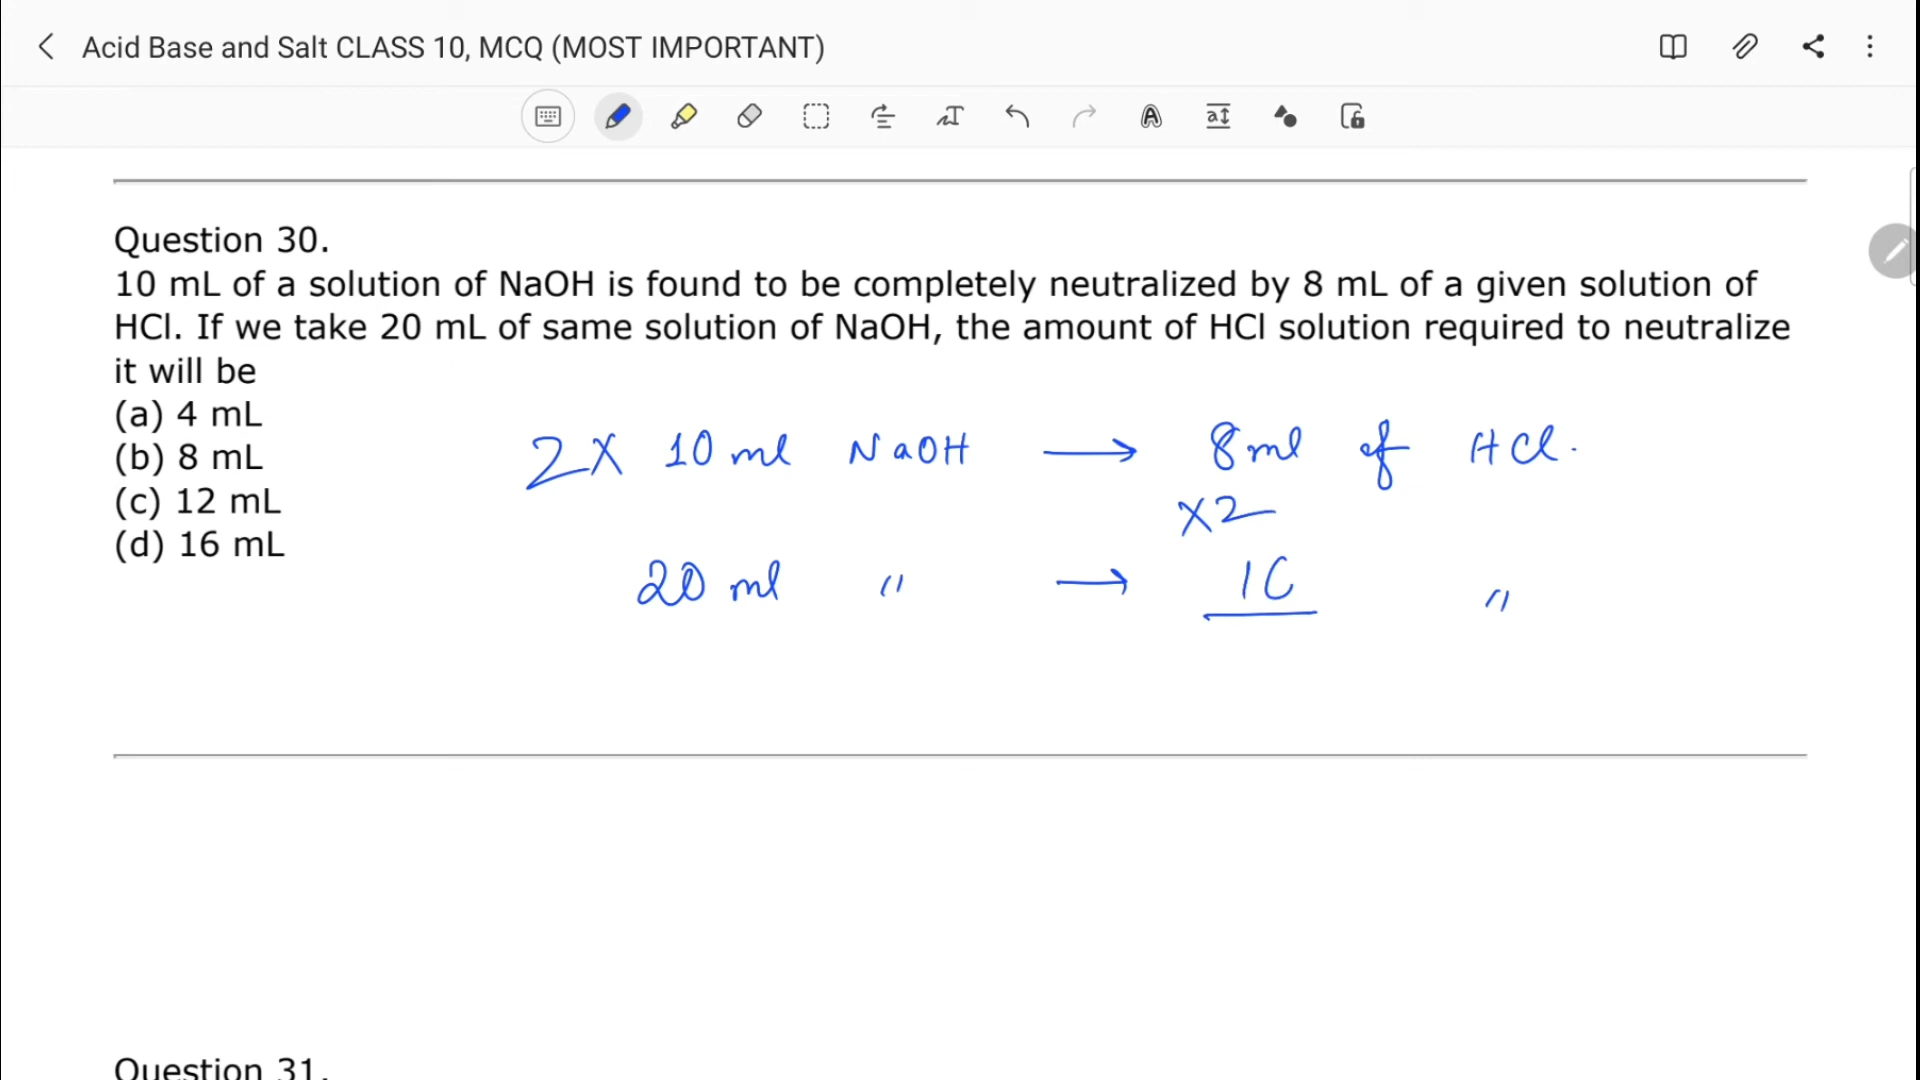 Acid Base and Salt CLASS 10, MCQ (MOST IMPORTANT)
Question 30.
10 mL of a solution of NaOH is found to be completely neutralized by 8 mL of a given solution of
HCl. If we take 20 mL of same solution of NaOH, the amount of HCl solution required to neutralize
it will be
(a) 4 mL
(b) 8 mL
(c) 12 mL
(d) 16 mL
2 X 10 ml NaOH → 8 ml of HCl.
X2
20 ml " → 16 "
Question 31.